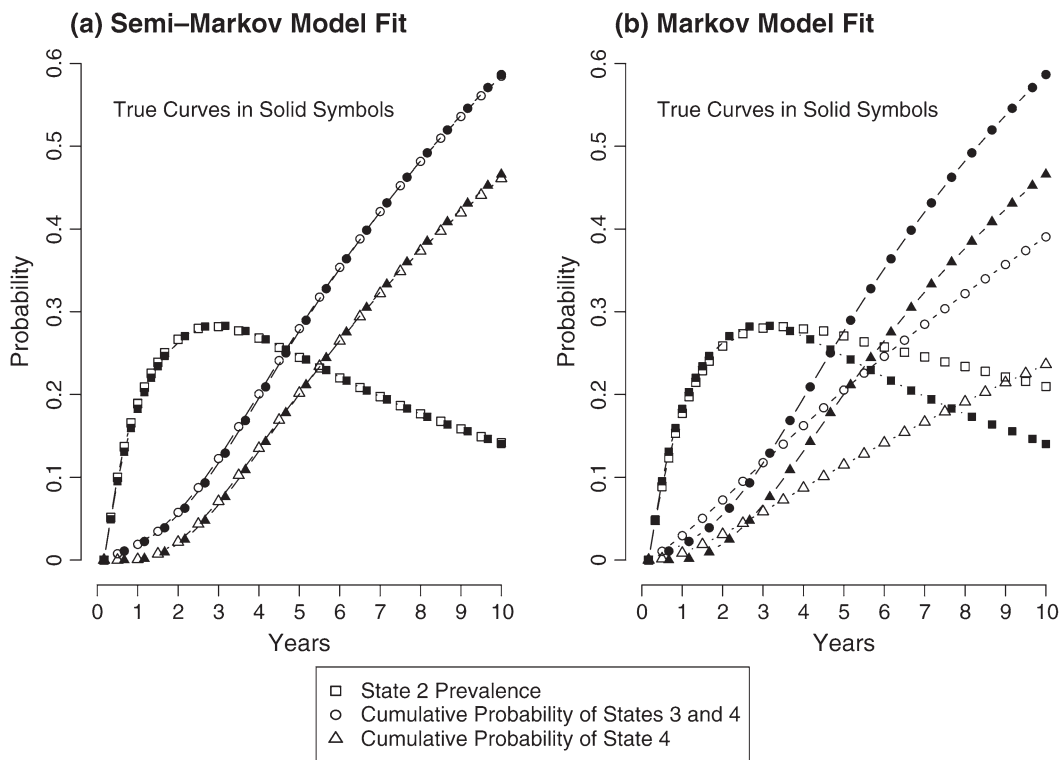 (a) Semi–Markov Model Fit
True Curves in Solid Symbols
Probability
0.6
0.5
0.4
0.3
0.2
0.1
0
0 1 2 3 4 5 6 7 8 9 10
Years
(b) Markov Model Fit
True Curves in Solid Symbols
Probability
0.6
0.5
0.4
0.3
0.2
0.1
0
0 1 2 3 4 5 6 7 8 9 10
Years
State 2 Prevalence
Cumulative Probability of States 3 and 4
Cumulative Probability of State 4